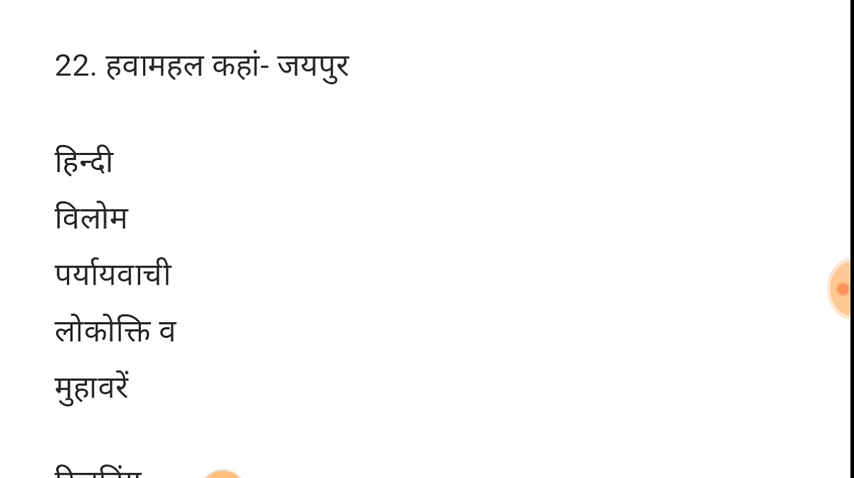 22. हवामहल कहां- जयपुर
हिन्दी
विलोम
पर्यायवाची
लोकोक्ति व
मुहावरें